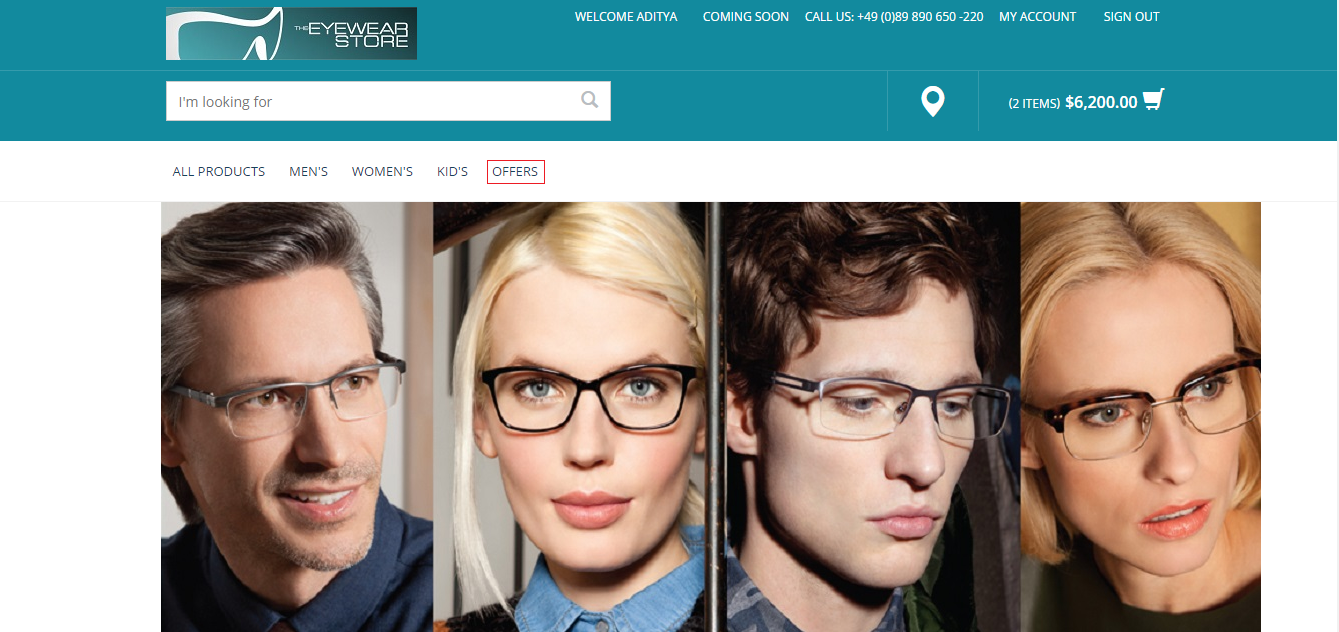 THE EYEWEAR STORE
WELCOME ADITYA COMING SOON CALL US: +49 (0)89 890 650 -220 MY ACCOUNT SIGN OUT
I'm looking for
(2 ITEMS) $6,200.00
ALL PRODUCTS MEN'S WOMEN'S KID'S OFFERS